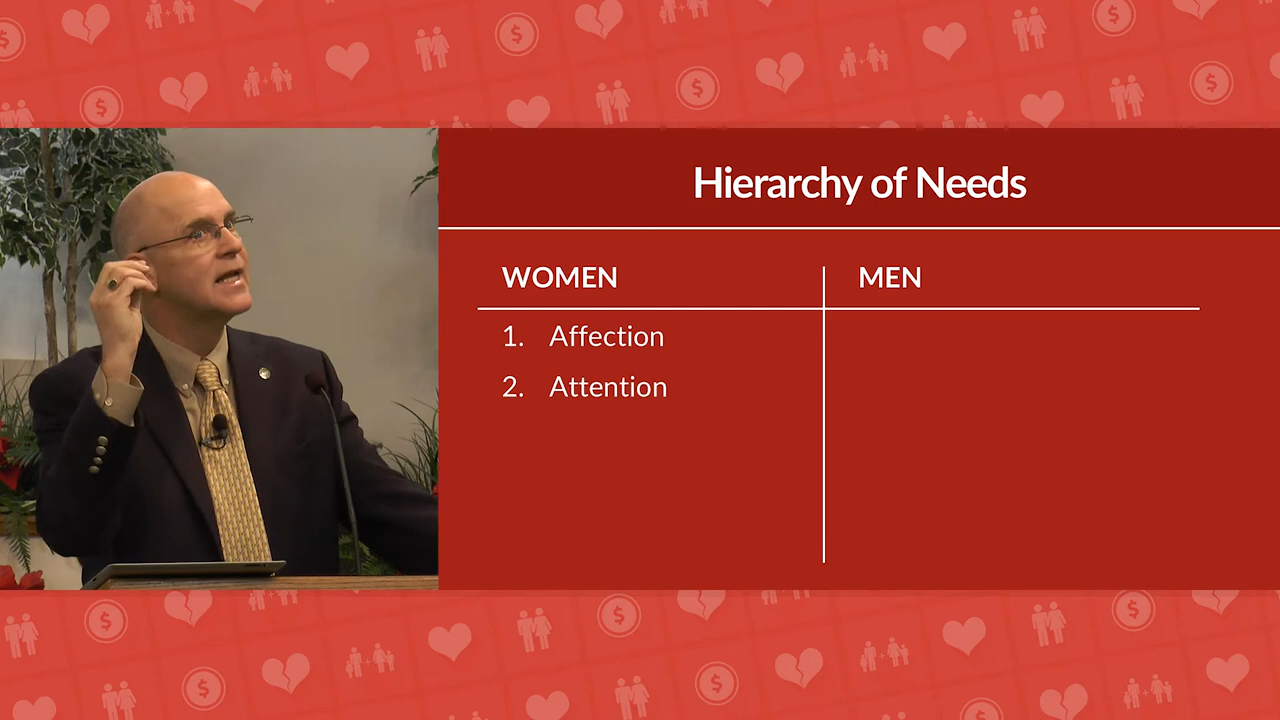 Hierarchy of Needs
WOMEN
MEN
1. Affection
2. Attention